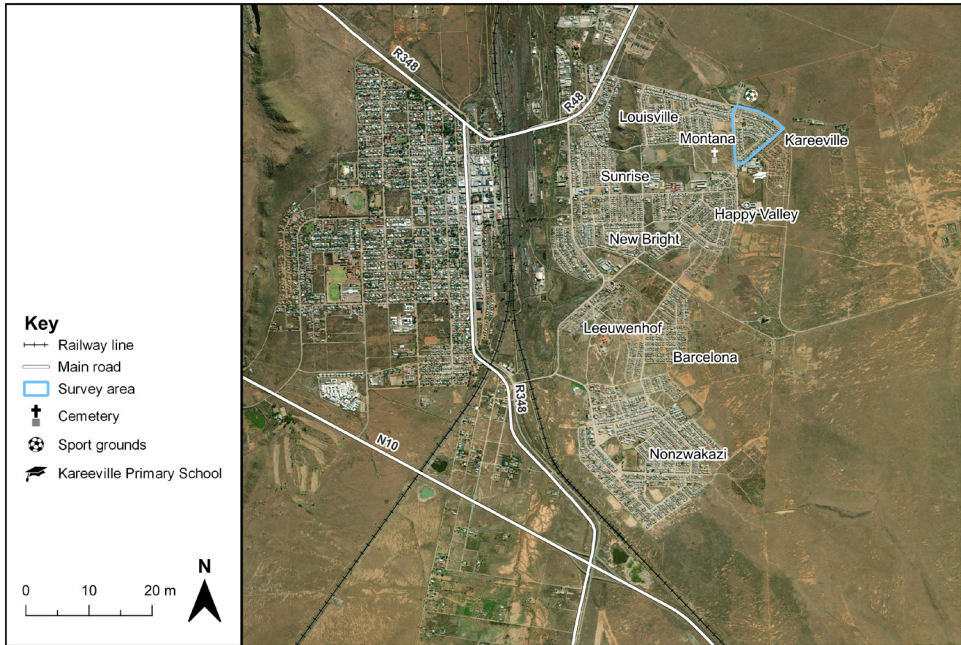 R348
R48
Louisville
Montana
Kareeville
Sunrise
Happy Valley
New Bright
Leeuwenhof
Barcelona
R348
N10
Nonzwakazi
Key
Railway line
Main road
Survey area
Cemetery
Sport grounds
Kareeville Primary School
N
0 10 20 m